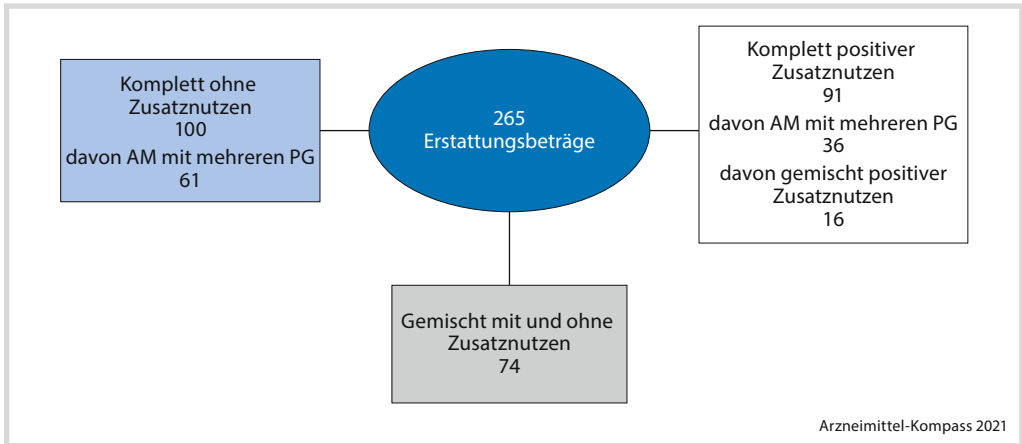 Komplett ohne
Zusatznutzen
100
davon AM mit mehreren PG
61
265
Erstattungsbeträge
Komplett positiver
Zusatznutzen
91
davon AM mit mehreren PG
36
davon gemischt positiver
Zusatznutzen
16
Gemischt mit und ohne
Zusatznutzen
74
Arzneimittel-Kompass 2021